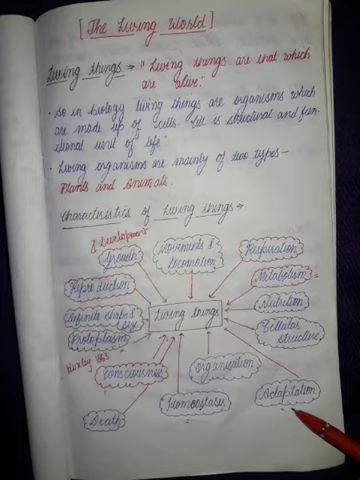 [ The Living World ]
Living things → "Living things are that which
are alive."
• So in biology living things are organisms which
are made up of "cells. Cell is structural and fun-
ctional unit of life"
• Living organisms are mainly of two types –
Plants and Animals.
Characteristics of Living things →
& Development
Growth
Movements &
locomotion
Respiration
Reproduction
Metabolism
Definite shape &
size
Living things
Nutrition
Protoplasm
Cellular
structure
Huxley 1863
Consciousness
Organisation
Adaptation
Death
Homeostasis